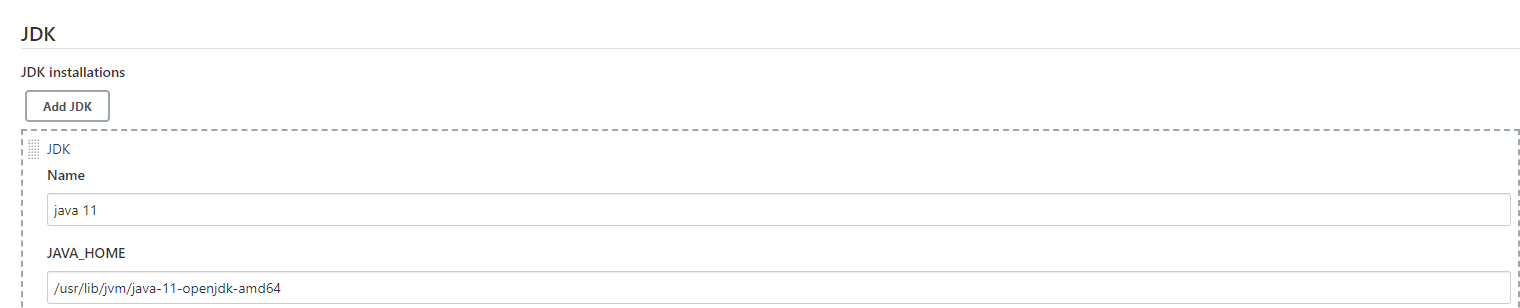 JDK
JDK installations
Add JDK
JDK
Name
java 11
JAVA_HOME
/usr/lib/jvm/java-11-openjdk-amd64